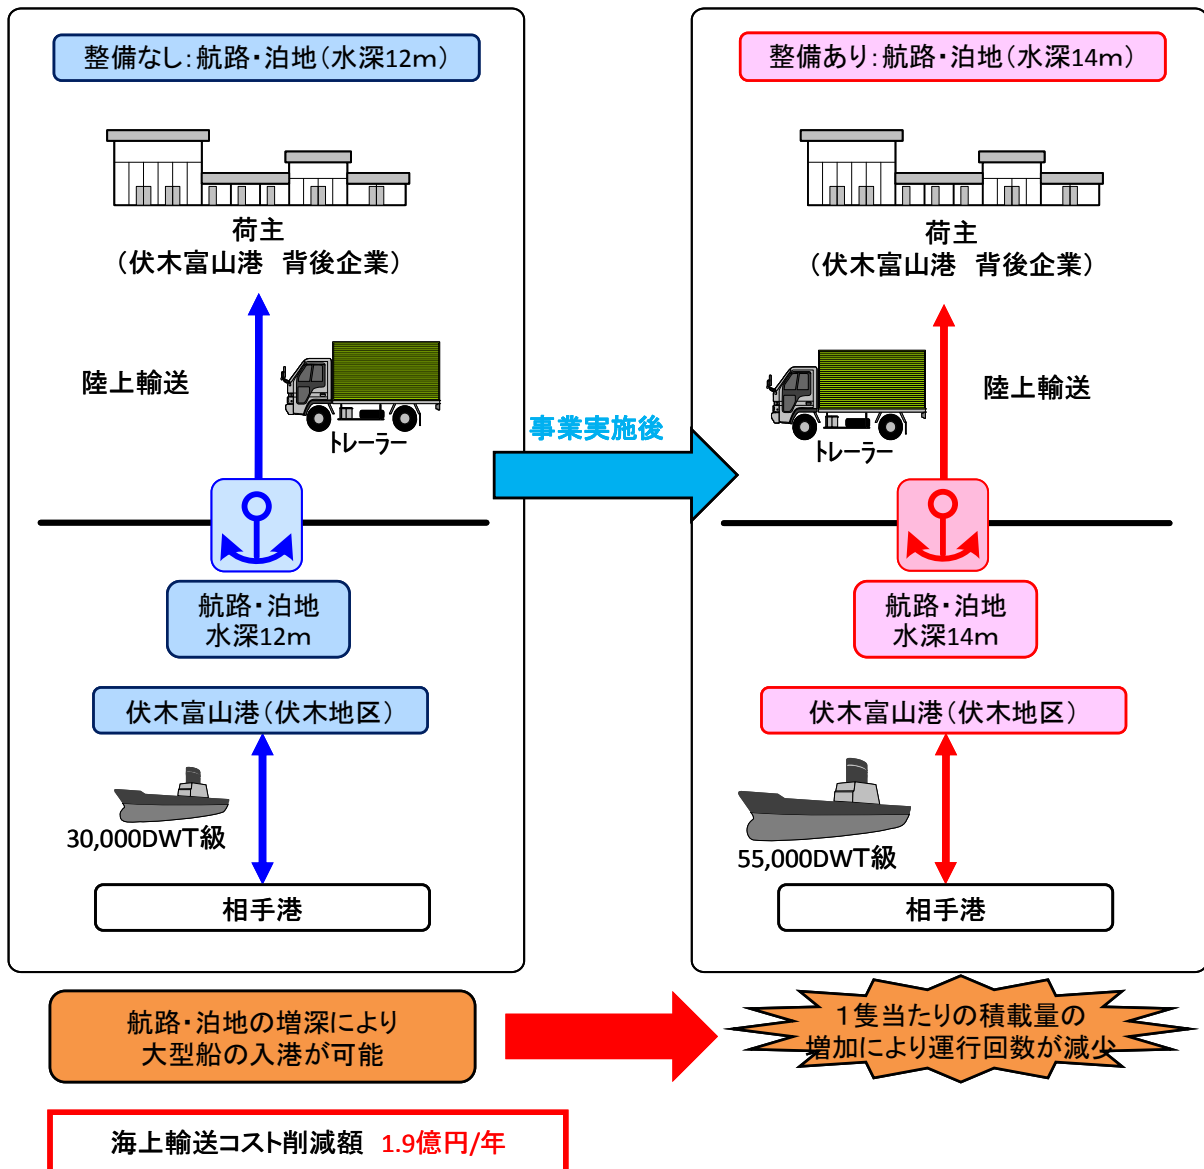 整備なし：航路・泊地（水深12ｍ）
荷主
（伏木富山港　背後企業）
陸上輸送
トレーラー
航路・泊地
水深12ｍ
伏木富山港（伏木地区）
30,000DWT級
相手港
事業実施後
整備あり：航路・泊地（水深14ｍ）
荷主
（伏木富山港　背後企業）
陸上輸送
トレーラー
航路・泊地
水深14ｍ
伏木富山港（伏木地区）
55,000DWT級
相手港
航路・泊地の増深により
大型船の入港が可能
１隻当たりの積載量の
増加により運行回数が減少
海上輸送コスト削減額　1.9億円/年